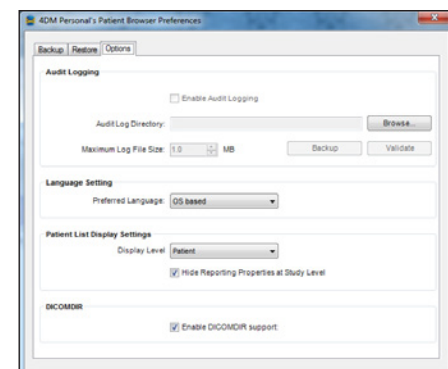 4DM Personal's Patient Browser Preferences
Backup Restore Options
Audit Logging
Enable Audit Logging
Audit Log Directory: Browse...
Maximum Log File Size: 1.0 MB Backup Validate
Language Setting
Preferred Language: OS based
Patient List Display Settings
Display Level Patient
Hide Reporting Properties at Study Level
DICOMDIR
Enable DICOMDIR support